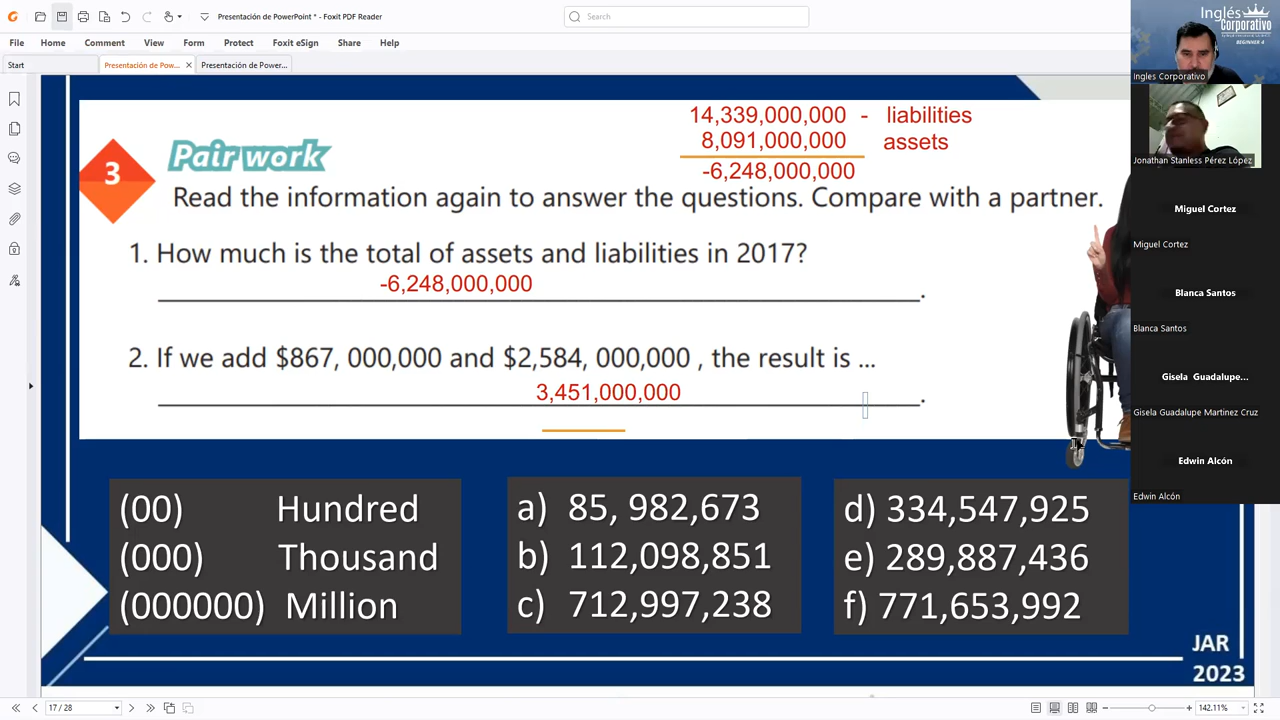 Presentación de PowerPoint * - Foxit PDF Reader
Search
File Home Comment View Form Protect Foxit eSign Share Help
Start Presentación de Pow... × Presentación de Power...
Inglés
Corporativo
BEGINNER 4
Ingles Corporativo
Jonathan Stanless Pérez López
Miguel Cortez
Miguel Cortez
Blanca Santos
Blanca Santos
Gisela Guadalupe...
Gisela Guadalupe Martinez Cruz
Edwin Alcón
Edwin Alcón
14,339,000,000 - liabilities
8,091,000,000 assets
-6,248,000,000
3 Pair work
Read the information again to answer the questions. Compare with a partner.
1. How much is the total of assets and liabilities in 2017?
-6,248,000,000
2. If we add $867, 000,000 and $2,584, 000,000 , the result is ...
3,451,000,000
(00) Hundred
(000) Thousand
(000000) Million
a) 85, 982,673
b) 112,098,851
c) 712,997,238
d) 334,547,925
e) 289,887,436
f) 771,653,992
JAR
2023
17 / 28
142.11%